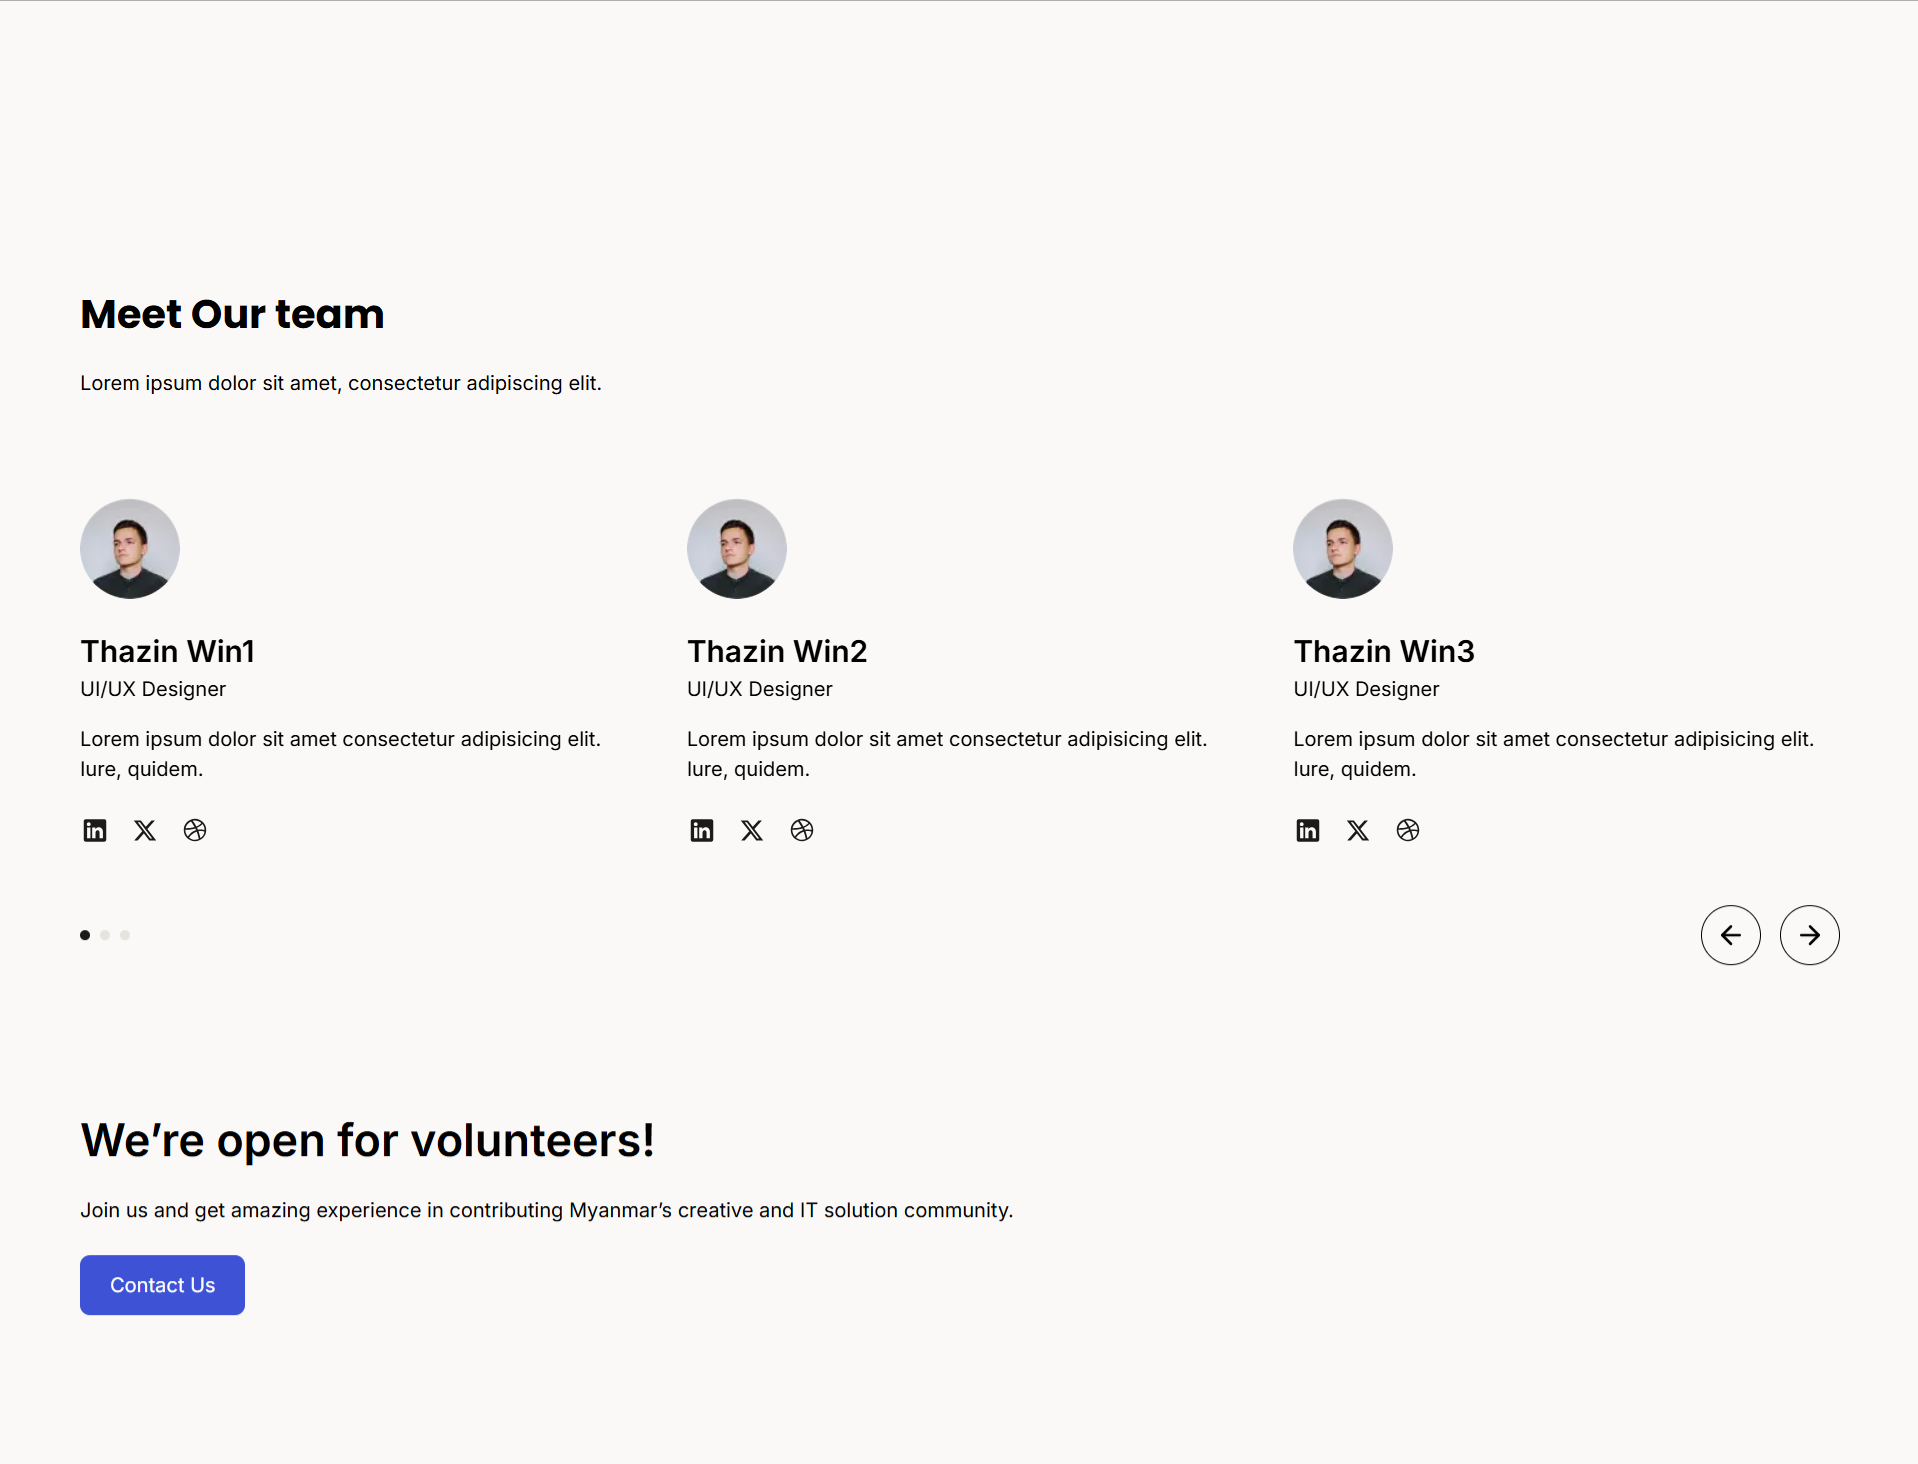 Meet Our team
Lorem ipsum dolor sit amet, consectetur adipiscing elit.
Thazin Win1
UI/UX Designer
Lorem ipsum dolor sit amet consectetur adipisicing elit.
Iure, quidem.
in X
Thazin Win2
UI/UX Designer
Lorem ipsum dolor sit amet consectetur adipisicing elit.
Iure, quidem.
in X
Thazin Win3
UI/UX Designer
Lorem ipsum dolor sit amet consectetur adipisicing elit.
Iure, quidem.
in X
We’re open for volunteers!
Join us and get amazing experience in contributing Myanmar’s creative and IT solution community.
Contact Us